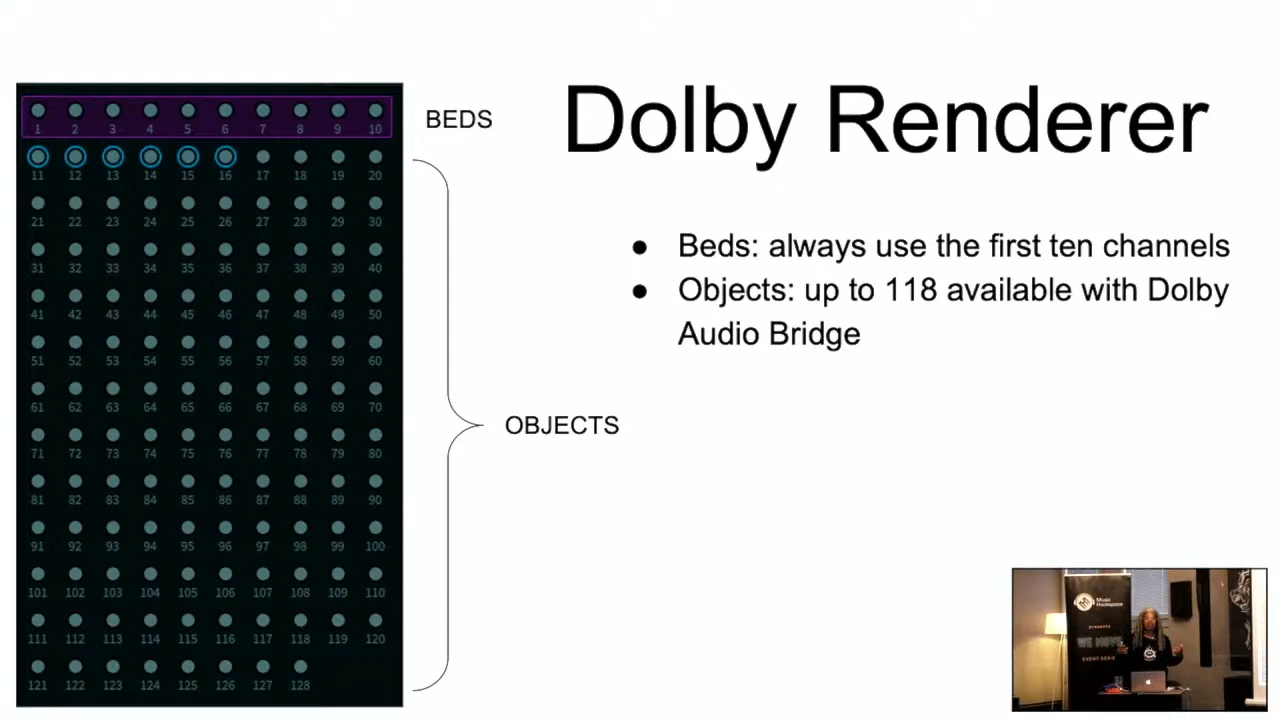 Dolby Renderer
BEDS
1 2 3 4 5 6 7 8 9 10
11 12 13 14 15 16 17 18 19 20
21 22 23 24 25 26 27 28 29 30
31 32 33 34 35 36 37 38 39 40
41 42 43 44 45 46 47 48 49 50
51 52 53 54 55 56 57 58 59 60
61 62 63 64 65 66 67 68 69 70
71 72 73 74 75 76 77 78 79 80
81 82 83 84 85 86 87 88 89 90
91 92 93 94 95 96 97 98 99 100
101 102 103 104 105 106 107 108 109 110
111 112 113 114 115 116 117 118 119 120
121 122 123 124 125 126 127 128
OBJECTS
● Beds: always use the first ten channels
● Objects: up to 118 available with Dolby
Audio Bridge
Music
Hackspace
presents
WE MOVE
EVENT SERIE